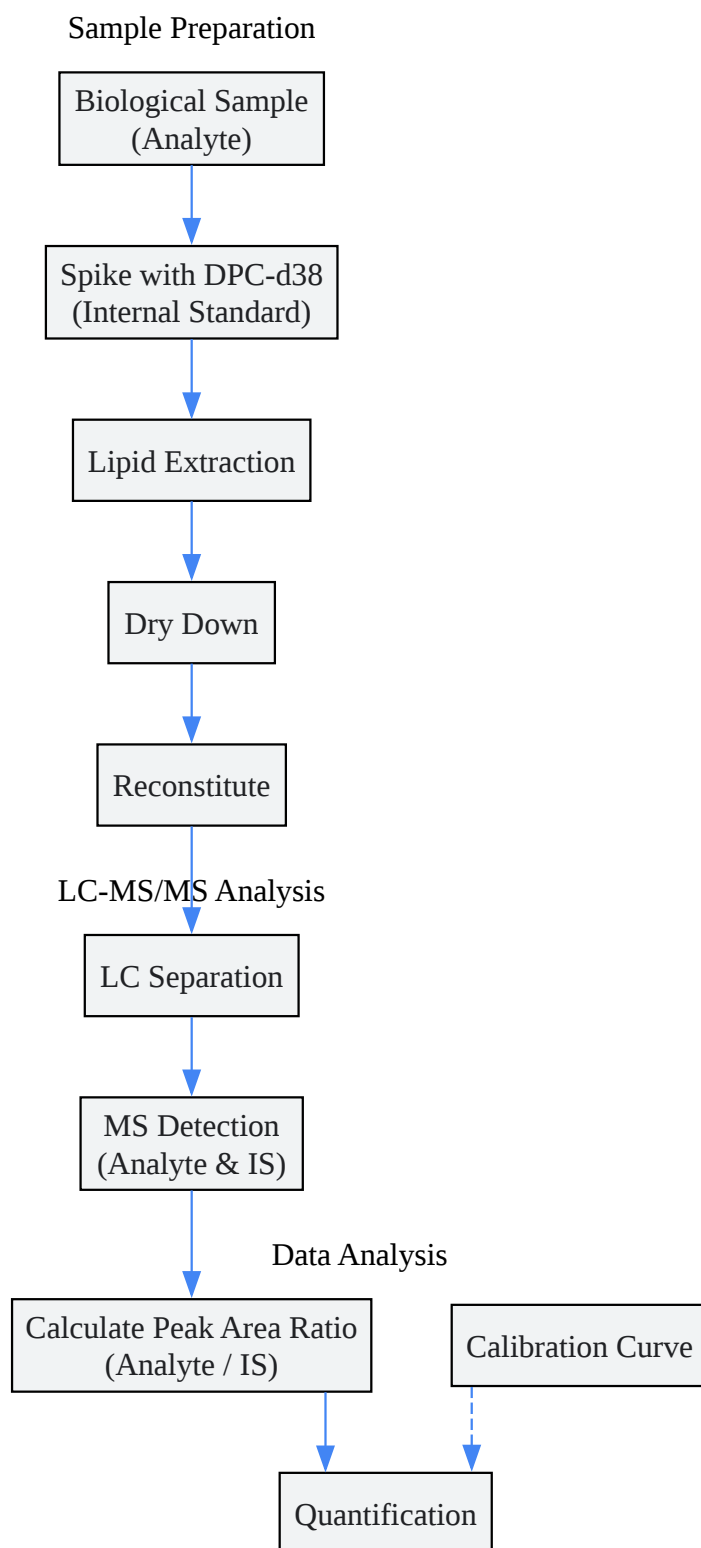 Sample Preparation
Biological Sample
(Analyte)
Spike with DPC-d38
(Internal Standard)
Lipid Extraction
Dry Down
Reconstitute
LC-MS/MS Analysis
LC Separation
MS Detection
(Analyte & IS)
Data Analysis
Calculate Peak Area Ratio
(Analyte / IS)
Calibration Curve
Quantification